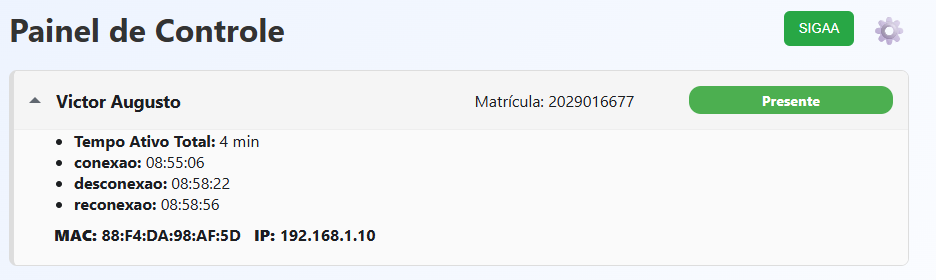 Painel de Controle
SIGAA
Victor Augusto
Matrícula: 2029016677
Presente
Tempo Ativo Total: 4 min
conexao: 08:55:06
desconexao: 08:58:22
reconexao: 08:58:56
MAC: 88:F4:DA:98:AF:5D IP: 192.168.1.10